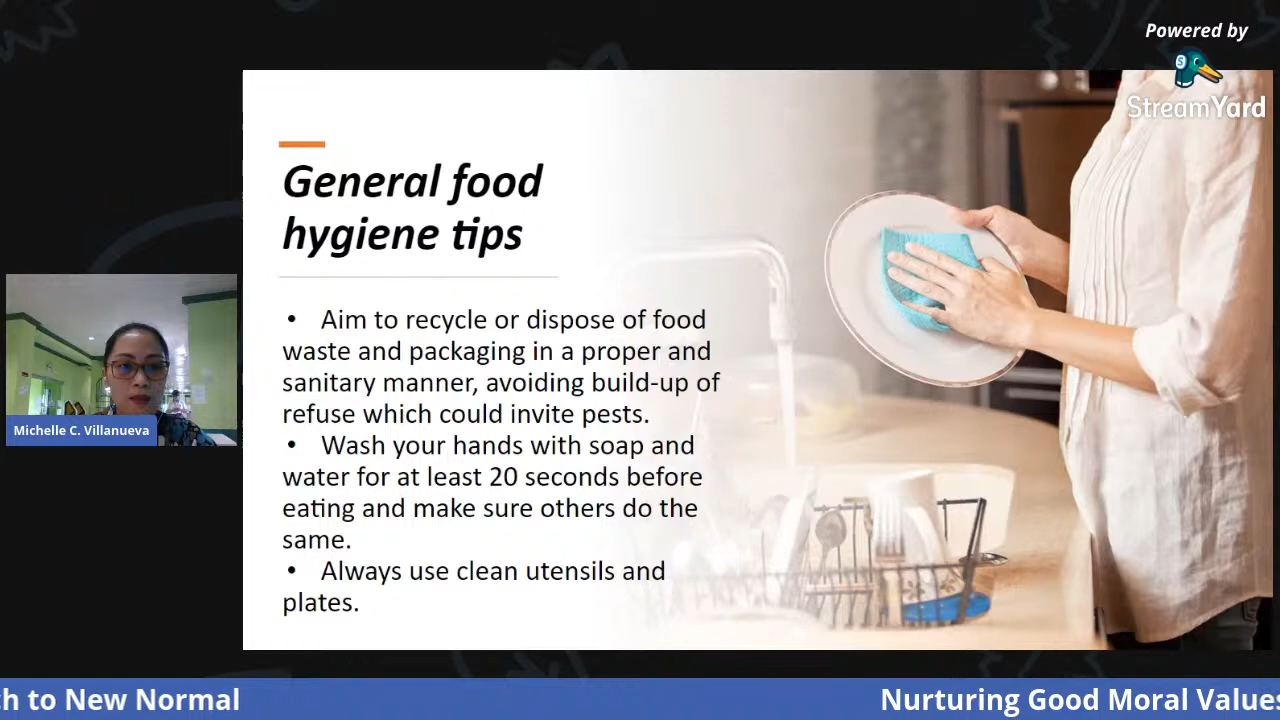 Powered by
StreamYard
General food
hygiene tips
• Aim to recycle or dispose of food
waste and packaging in a proper and
sanitary manner, avoiding build-up of
refuse which could invite pests.
• Wash your hands with soap and
water for at least 20 seconds before
eating and make sure others do the
same.
• Always use clean utensils and
plates.
Michelle C. Villanueva
ch to New Normal
Nurturing Good Moral Values